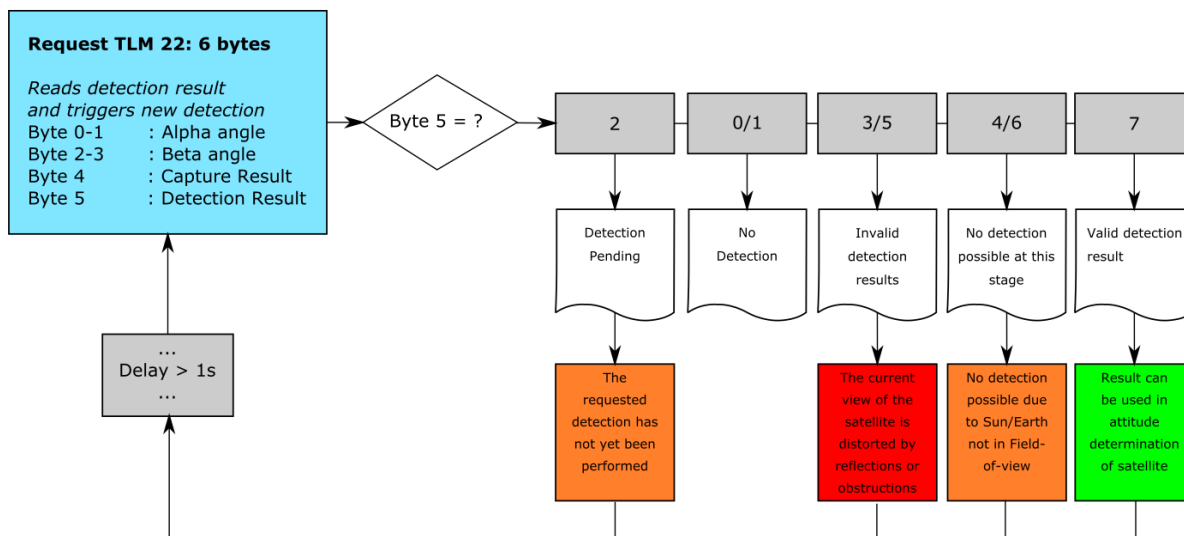 Request TLM 22: 6 bytes
Reads detection result
and triggers new detection
Byte 0-1 : Alpha angle
Byte 2-3 : Beta angle
Byte 4 : Capture Result
Byte 5 : Detection Result
Byte 5 = ?
2
0/1
3/5
4/6
7
Detection
Pending
No
Detection
Invalid
detection
results
No detection
possible at this
stage
Valid detection
result
...
Delay > 1s
...
The
requested
detection has
not yet been
performed
The current
view of the
satellite is
distorted by
reflections or
obstructions
No detection
possible due
to Sun/Earth
not in Field-
of-view
Result can
be used in
attitude
determination
of satellite